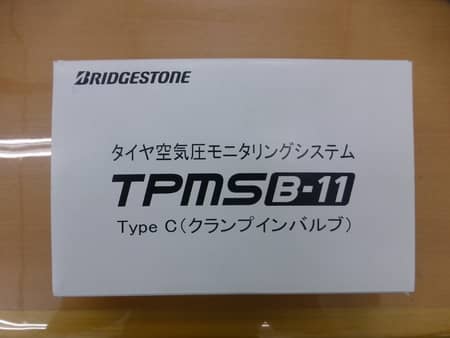 BRIDGESTONE
タイヤ空気圧モニタリングシステム
TPMS B-11
Type C(クランプインバルブ)